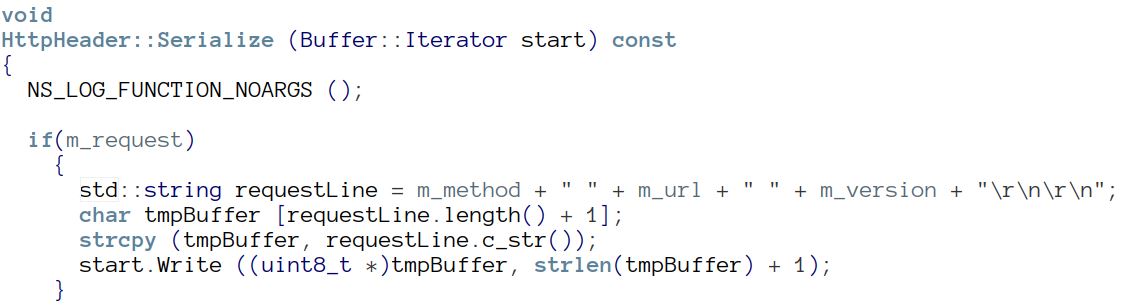 void
HttpHeader::Serialize (Buffer::Iterator start) const
{
  NS_LOG_FUNCTION_NOARGS ();

  if(m_request)
    {
      std::string requestLine = m_method + " " + m_url + " " + m_version + "\r\n\r\n";
      char tmpBuffer [requestLine.length() + 1];
      strcpy (tmpBuffer, requestLine.c_str());
      start.Write ((uint8_t *)tmpBuffer, strlen(tmpBuffer) + 1);
    }